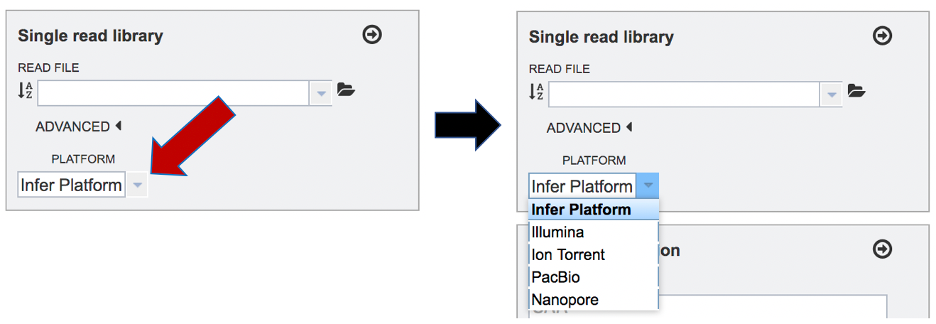 Single read library
READ FILE
A
Z
ADVANCED
PLATFORM
Infer Platform
Single read library
READ FILE
A
Z
ADVANCED
PLATFORM
Infer Platform
Infer Platform
Illumina
on
Ion Torrent
PacBio
Nanopore